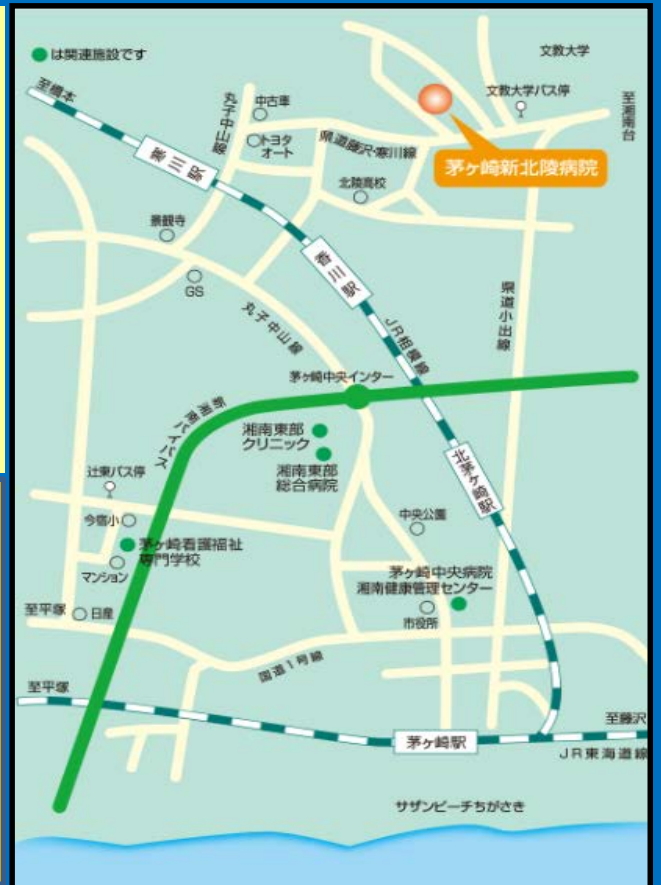 ●は関連施設です
文教大学
至橋本
丸子中山線
中古車
文教大学バス停
至湘南台
トヨタ
オート
県道藤沢・寒川線
寒川駅
北陵高校
茅ヶ崎新北陵病院
景観寺
香川駅
GS
県道小出線
丸子中山線
JR相模線
茅ヶ崎中央インター
新湘南バイパス
湘南東部
クリニック
湘南東部
総合病院
北茅ヶ崎駅
辻東バス停
今宿小
中央公園
茅ヶ崎看護福祉
専門学校
マンション
茅ヶ崎中央病院
湘南健康管理センター
至平塚
日産
市役所
国道1号線
至平塚
至藤沢
茅ヶ崎駅
JR東海道線
サザンビーチちがさき